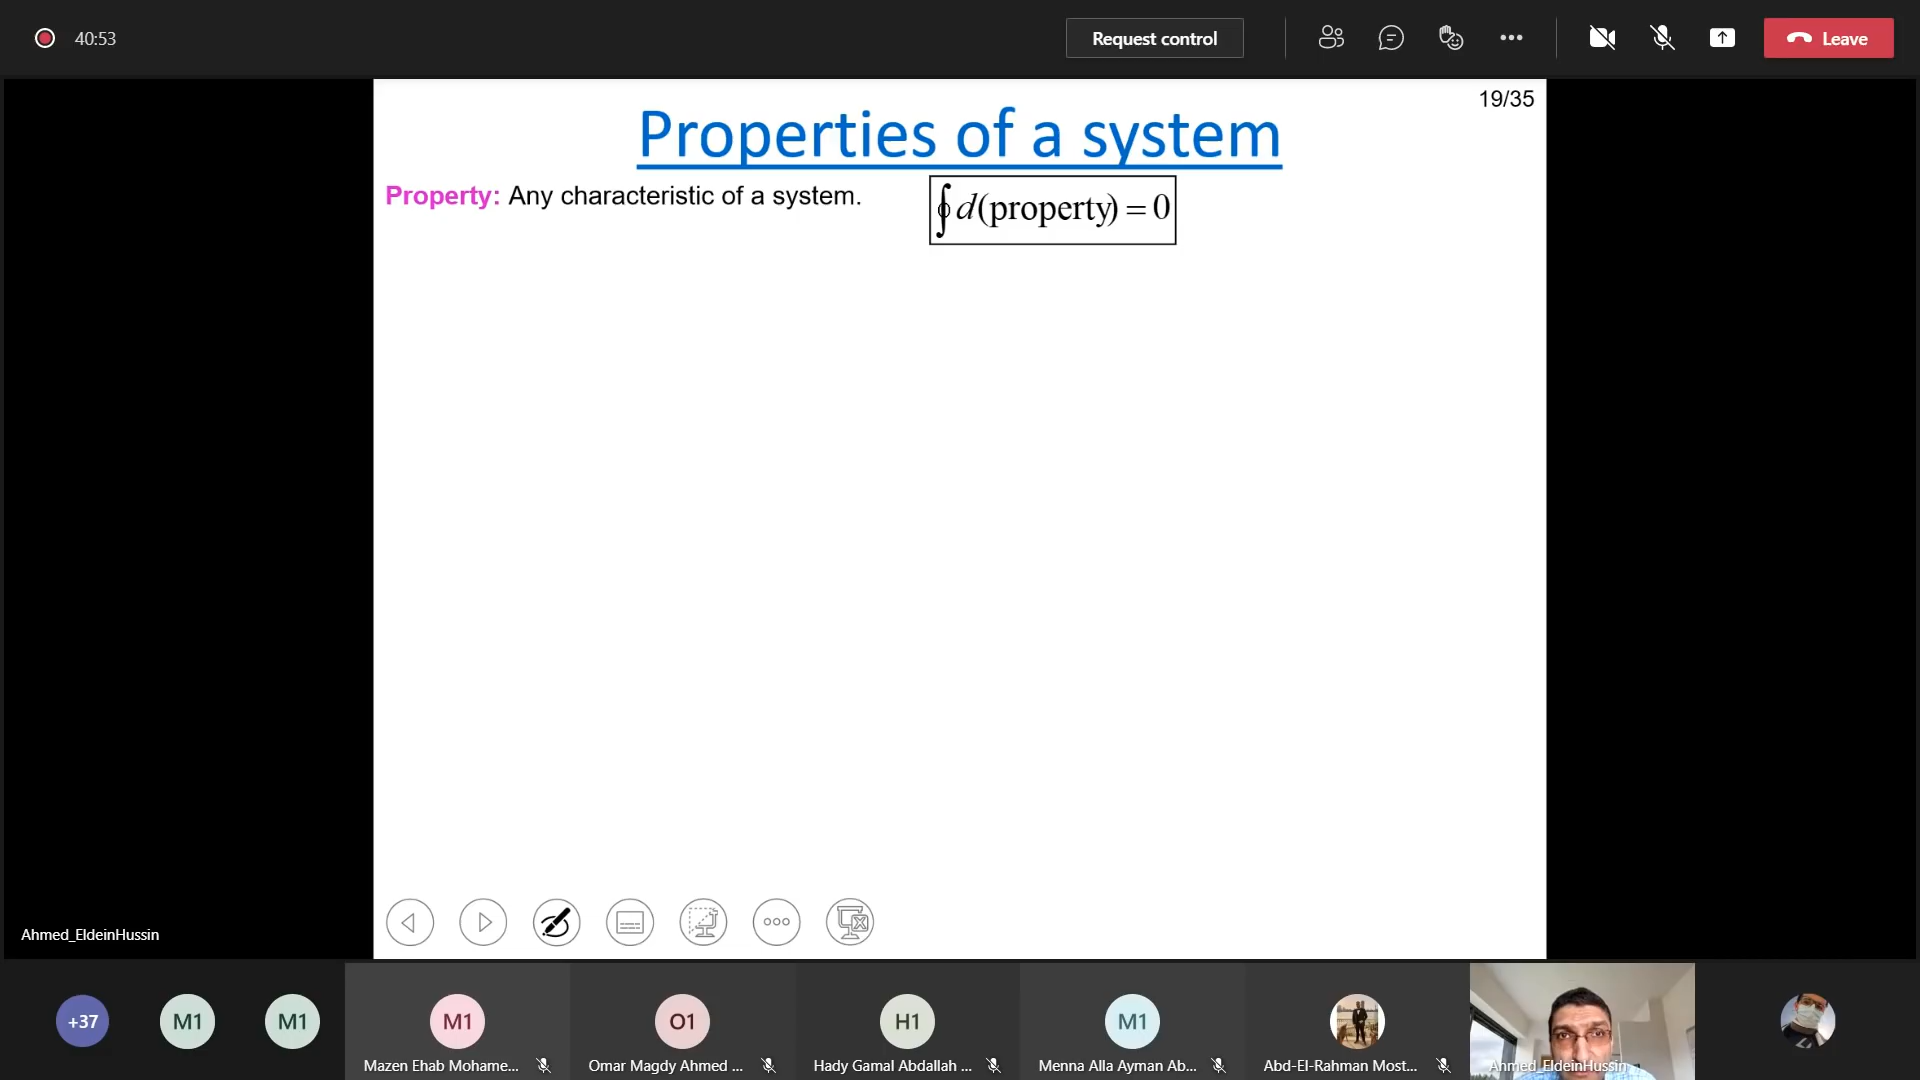 40:53
Request control
Leave
19/35
Properties of a system
Property: Any characteristic of a system.
∮ d(property) = 0
Ahmed_EldeinHussin
+37
M1
M1
M1
O1
H1
M1
Mazen Ehab Mohame...
Omar Magdy Ahmed ...
Hady Gamal Abdallah ...
Menna Alla Ayman Ab...
Abd-El-Rahman Most...
Ahmed_EldeinHussin